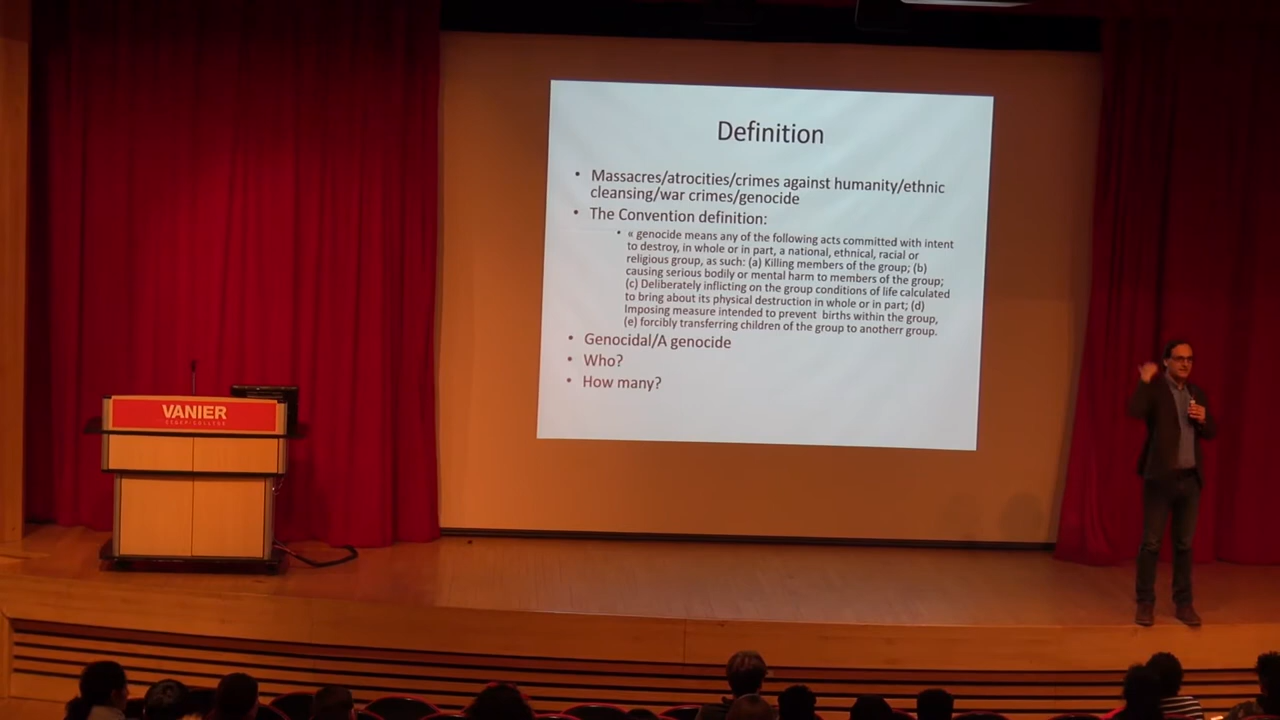 Definition
• Massacres/atrocities/crimes against humanity/ethnic
cleansing/war crimes/genocide
• The Convention definition:
• « genocide means any of the following acts committed with intent
to destroy, in whole or in part, a national, ethnical, racial or
religious group, as such: (a) Killing members of the group; (b)
causing serious bodily or mental harm to members of the group;
(c) Deliberately inflicting on the group conditions of life calculated
to bring about its physical destruction in whole or in part; (d)
Imposing measure intended to prevent births within the group,
(e) forcibly transferring children of the group to anotherr group.
• Genocidal/A genocide
• Who?
• How many?
VANIER
CEGEP·COLLEGE